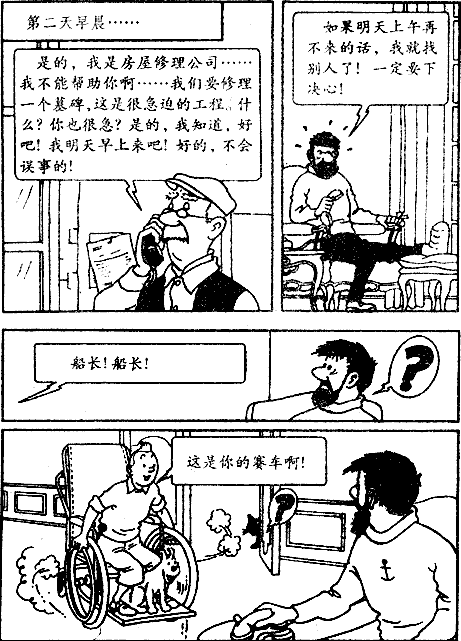 第二天早晨……
是的，我是房屋修理公司……
我不能帮助你啊……我们要修理
一个墓碑，这是很急迫的工程。什
么？你也很急？是的，我知道，好
吧！我明天早上来吧！好的，不会
误事的！
如果明天上午再
不来的话，我就找
别人了！一定要下
决心！
船长！船长！
?
这是你的赛车啊！
?